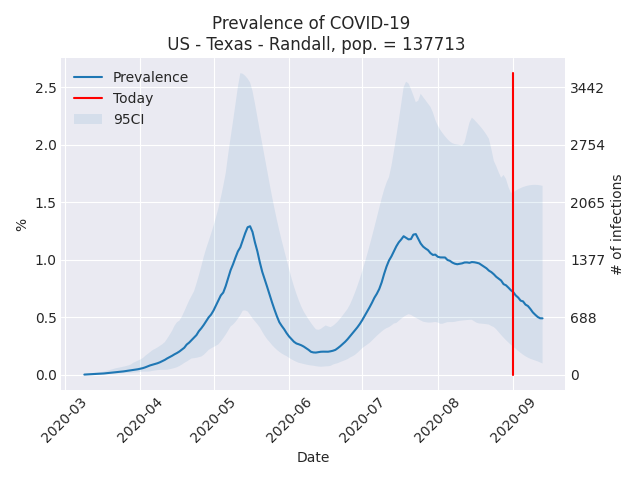 Prevalence of COVID-19
US - Texas - Randall, pop. = 137713
Prevalence
Today
95CI
%
2.5
2.0
1.5
1.0
0.5
0.0
3442
2754
2065
1377
688
0
# of infections
2020-03
2020-04
2020-05
2020-06
2020-07
2020-08
2020-09
Date